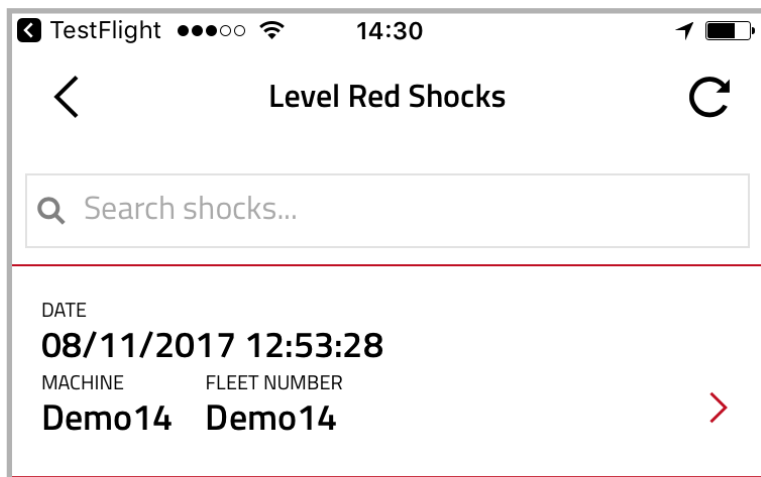 TestFlight 14:30
Level Red Shocks
Search shocks...
DATE
08/11/2017 12:53:28
MACHINE FLEET NUMBER
Demo14 Demo14